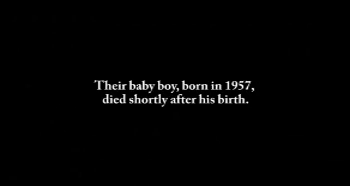 Their baby boy, born in 1957,
died shortly after his birth.